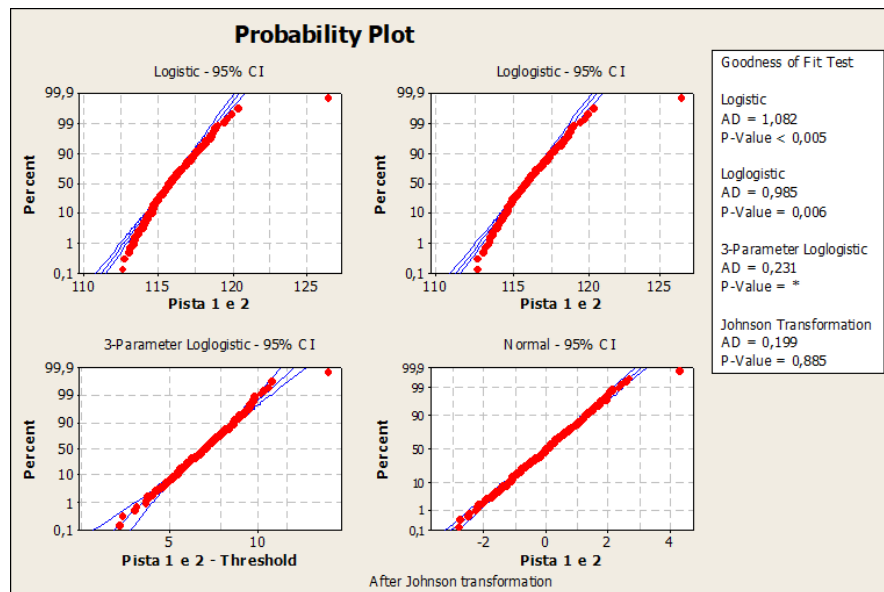 Probability Plot
Logistic - 95% CI
99,9
99
90
50
10
1
0,1
Percent
110 115 120 125
Pista 1 e 2
Loglogistic - 95% CI
99,9
99
90
50
10
1
0,1
Percent
110 115 120 125
Pista 1 e 2
3-Parameter Loglogistic - 95% CI
99,9
99
90
50
10
1
0,1
Percent
5 10
Pista 1 e 2 - Threshold
Normal - 95% CI
99,9
99
90
50
10
1
0,1
Percent
-2 0 2 4
Pista 1 e 2
After Johnson transformation
Goodness of Fit Test
Logistic
AD = 1,082
P-Value < 0,005
Loglogistic
AD = 0,985
P-Value = 0,006
3-Parameter Loglogistic
AD = 0,231
P-Value = *
Johnson Transformation
AD = 0,199
P-Value = 0,885